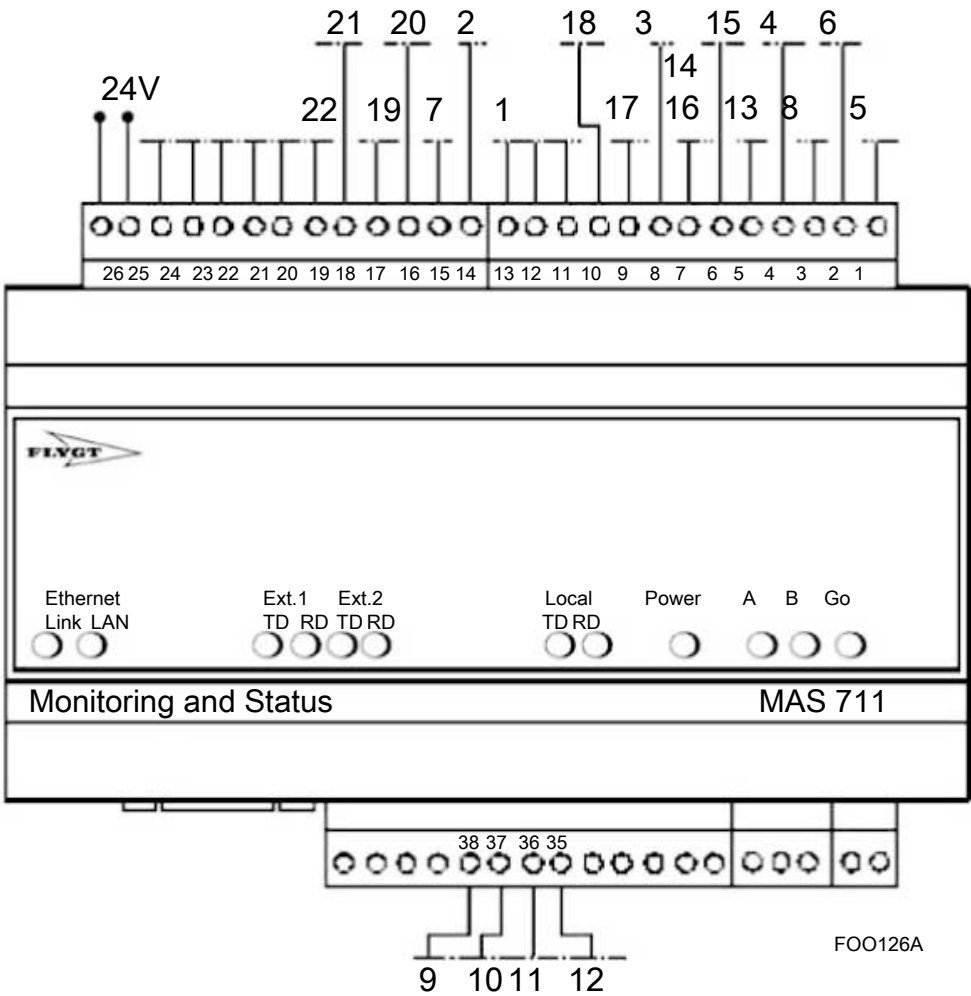 21 20 2 18 3 15 4 6
14
24V
22 19 7 1 17 16 13 8 5
26 25 24 23 22 21 20 19 18 17 16 15 14 13 12 11 10 9 8 7 6 5 4 3 2 1
FLYGT
Ethernet Ext.1 Ext.2 Local Power A B Go
Link LAN TD RD TD RD TD RD
Monitoring and Status MAS 711
38 37 36 35
FOO126A
9 10 11 12